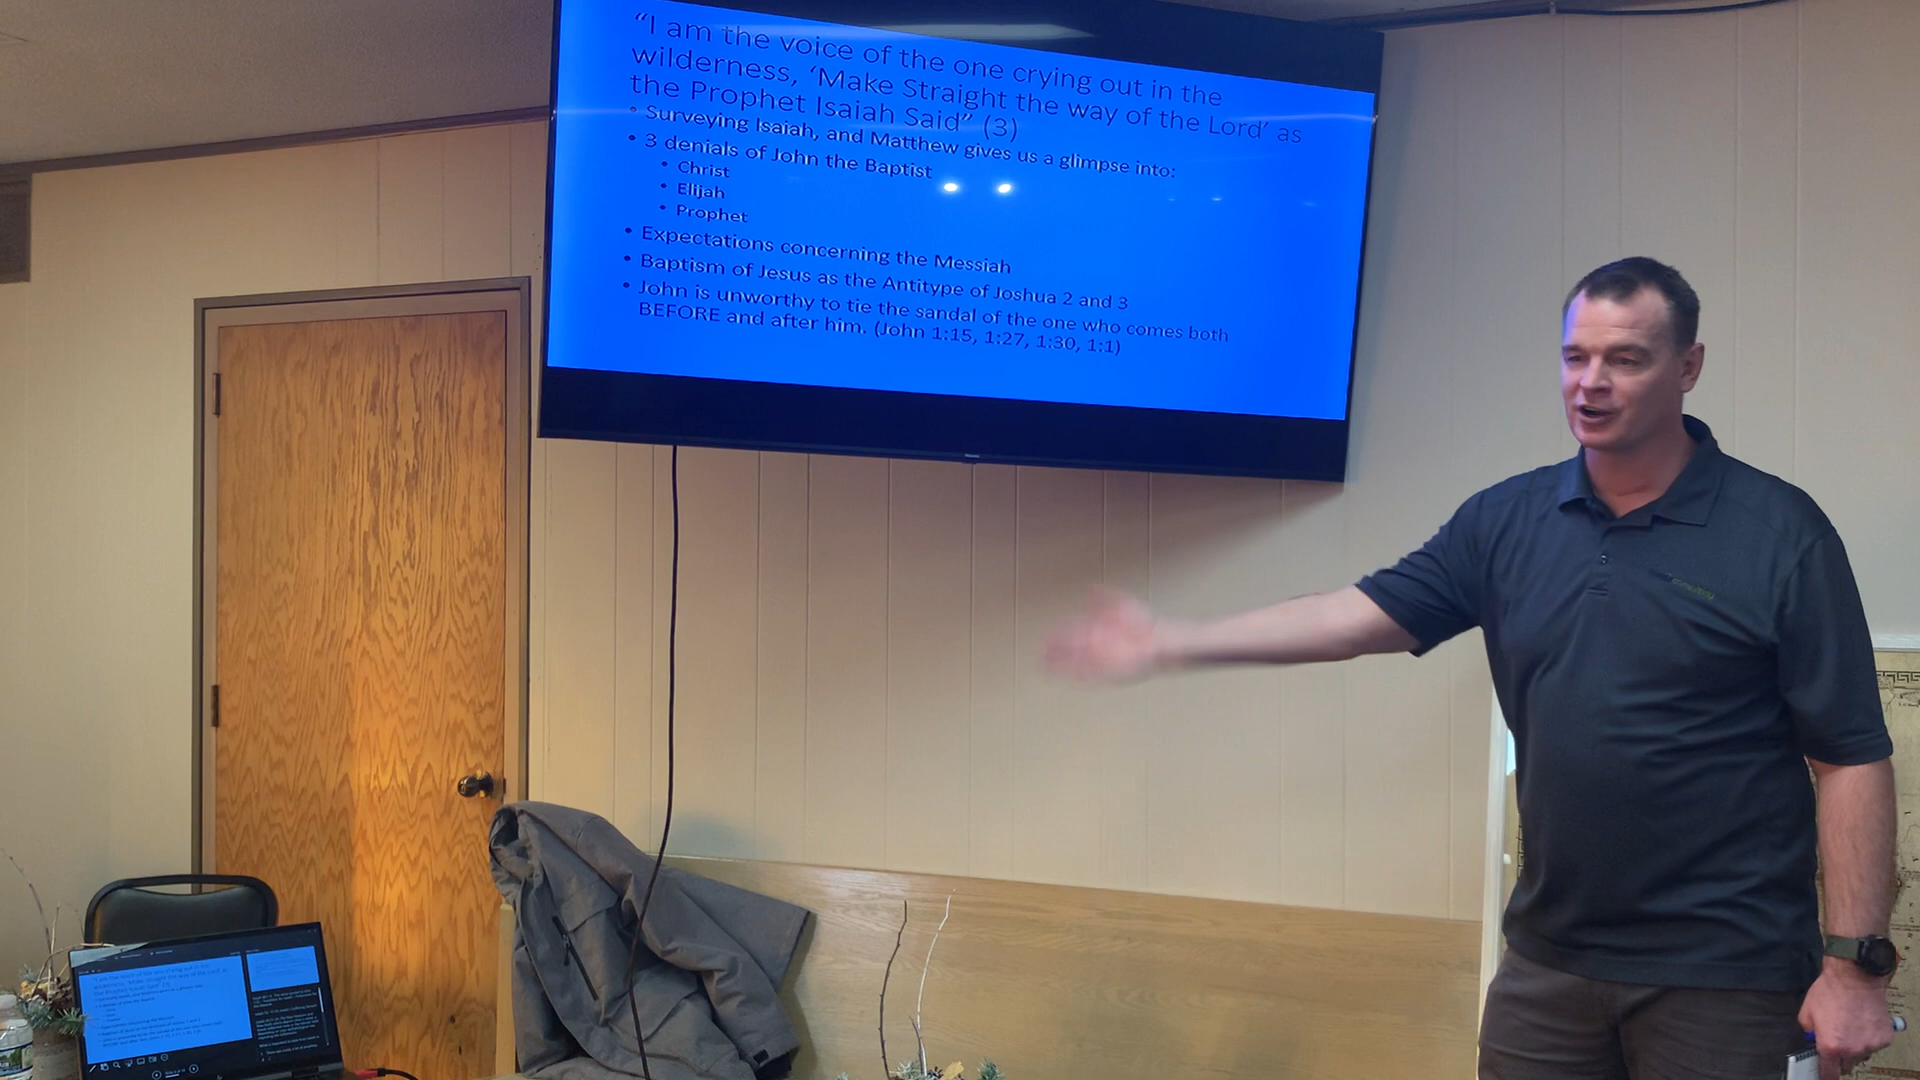 “I am the voice of the one crying out in the
wilderness, ‘Make Straight the way of the Lord’ as
the Prophet Isaiah Said” (3)
• Surveying Isaiah, and Matthew gives us a glimpse into:
• 3 denials of John the Baptist
• Christ
• Elijah
• Prophet
• Expectations concerning the Messiah
• Baptism of Jesus as the Antitype of Joshua 2 and 3
• John is unworthy to tie the sandal of the one who comes both
BEFORE and after him. (John 1:15, 1:27, 1:30, 1:1)